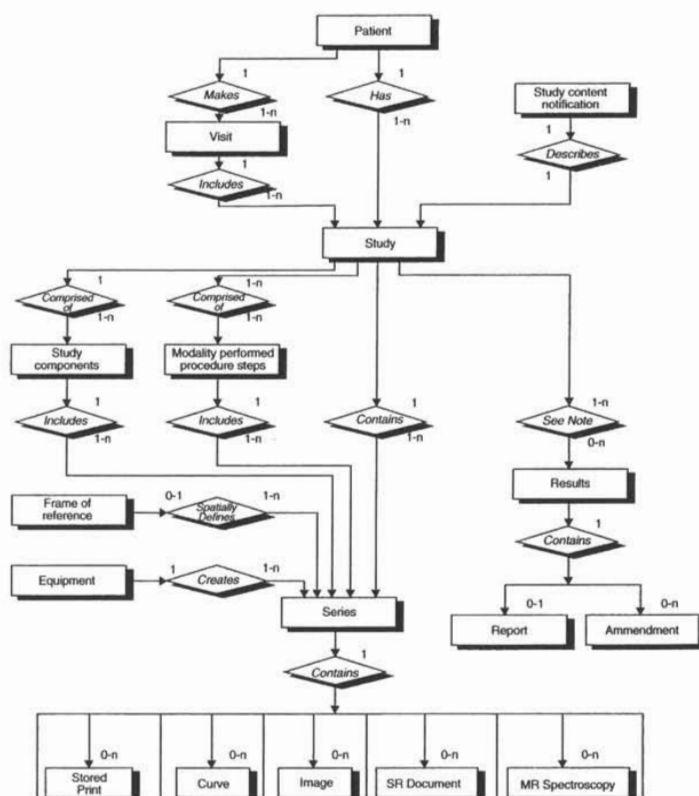 Patient
1
1
Makes
Has
Study content
notification
1-n
1-n
1
Visit
Describes
1
1
Includes
1-n
Study
1
1-n
Comprised
of
Comprised
of
1-n
1-n
Study
components
Modality performed
procedure steps
1
1
1
1-n
Includes
Includes
Contains
See Note
1-n
1-n
1-n
0-n
Frame of
reference
0-1
Spatially
Defines
1-n
Results
1
Contains
Equipment
1
Creates
1-n
0-1
0-n
Series
Report
Ammendment
1
Contains
0-n
0-n
0-n
0-n
0-n
Stored
Print
Curve
Image
SR Document
MR Spectroscopy